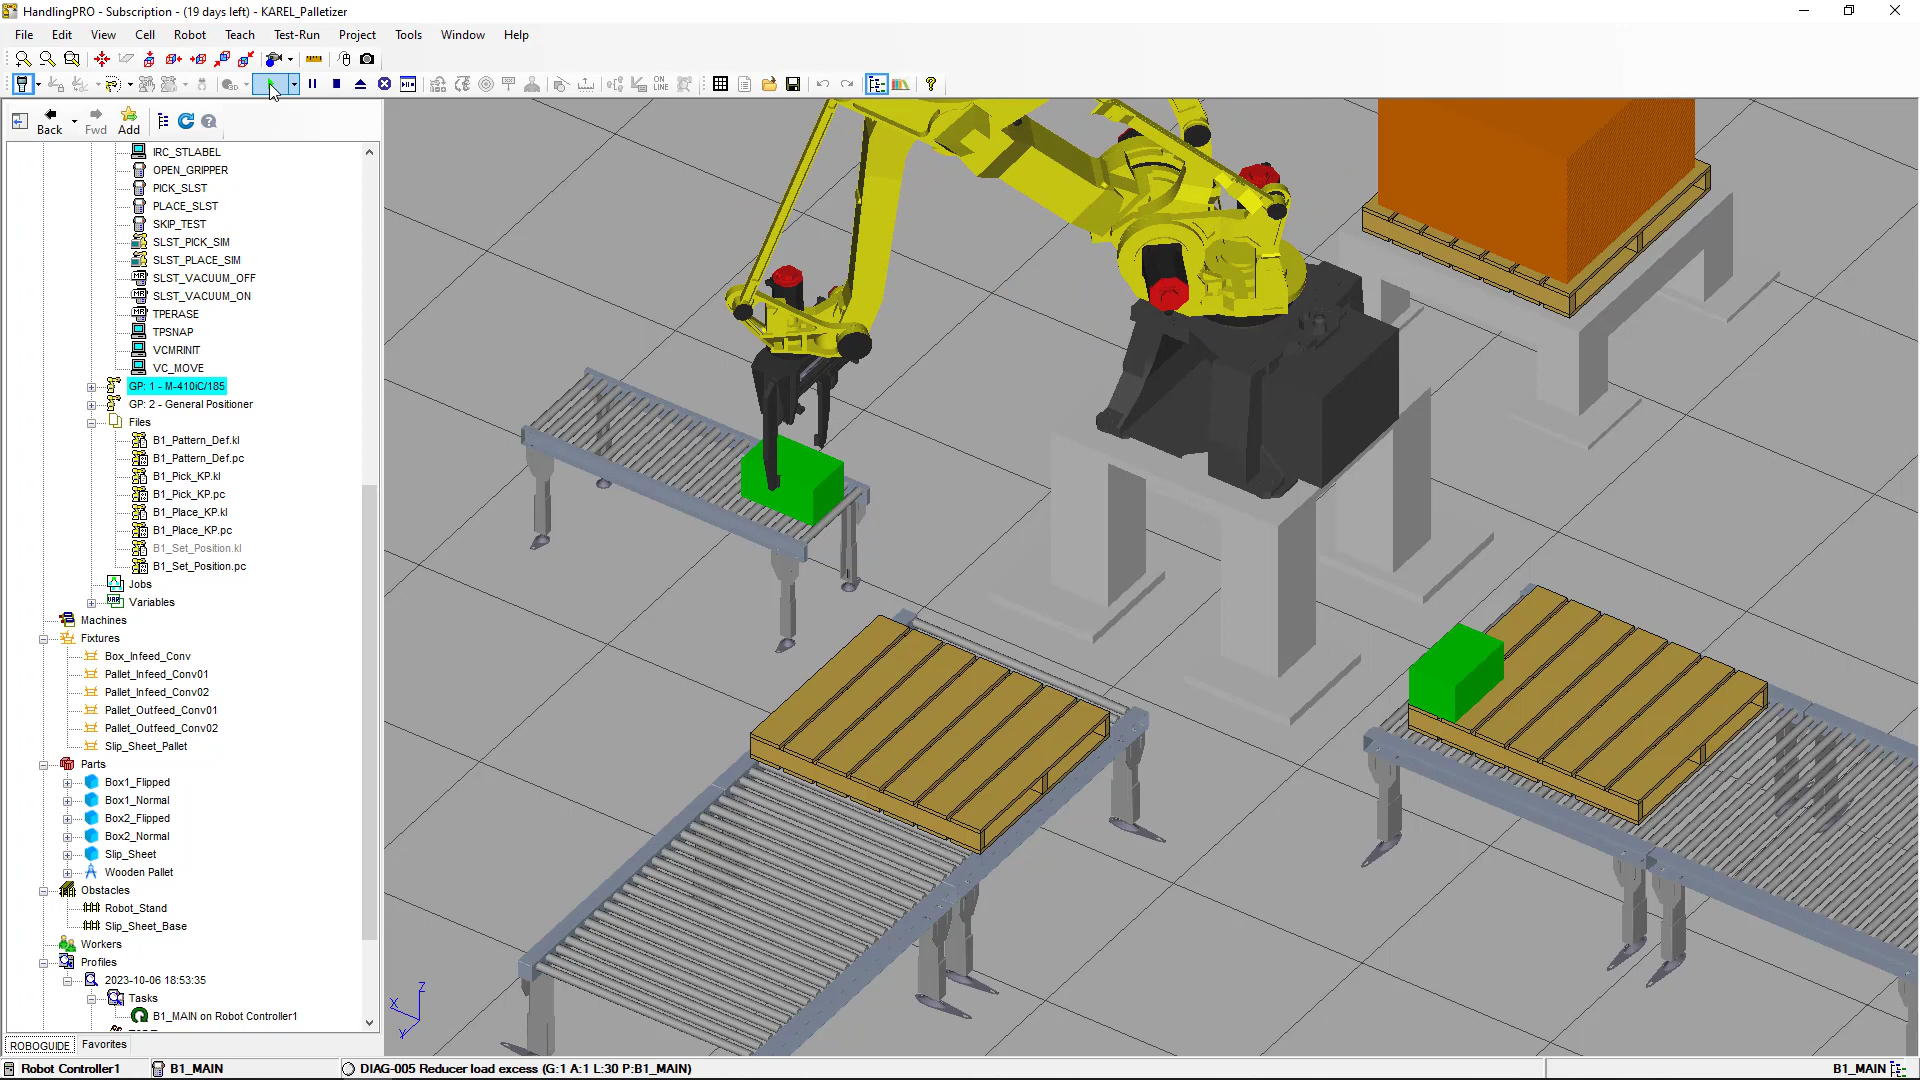 HandlingPRO - Subscription - (19 days left) - KAREL_Palletizer
File Edit View Cell Robot Teach Test-Run Project Tools Window Help
ON LINE
Back Fwd Add
IRC_STLABEL
OPEN_GRIPPER
PICK_SLST
PLACE_SLST
SKIP_TEST
SLST_PICK_SIM
SLST_PLACE_SIM
SLST_VACUUM_OFF
SLST_VACUUM_ON
TPERASE
TPSNAP
VCMRINIT
VC_MOVE
GP: 1 - M-410iC/185
GP: 2 - General Positioner
Files
B1_Pattern_Def.kl
B1_Pattern_Def.pc
B1_Pick_KP.kl
B1_Pick_KP.pc
B1_Place_KP.kl
B1_Place_KP.pc
B1_Set_Position.kl
B1_Set_Position.pc
Jobs
Variables
Machines
Fixtures
Box_Infeed_Conv
Pallet_Infeed_Conv01
Pallet_Infeed_Conv02
Pallet_Outfeed_Conv01
Pallet_Outfeed_Conv02
Slip_Sheet_Pallet
Parts
Box1_Flipped
Box1_Normal
Box2_Flipped
Box2_Normal
Slip_Sheet
Wooden Pallet
Obstacles
Robot_Stand
Slip_Sheet_Base
Workers
Profiles
2023-10-06 18:53:35
Tasks
B1_MAIN on Robot Controller1
X Y Z
ROBOGUIDE Favorites
Robot Controller1 B1_MAIN DIAG-005 Reducer load excess (G:1 A:1 L:30 P:B1_MAIN) B1_MAIN